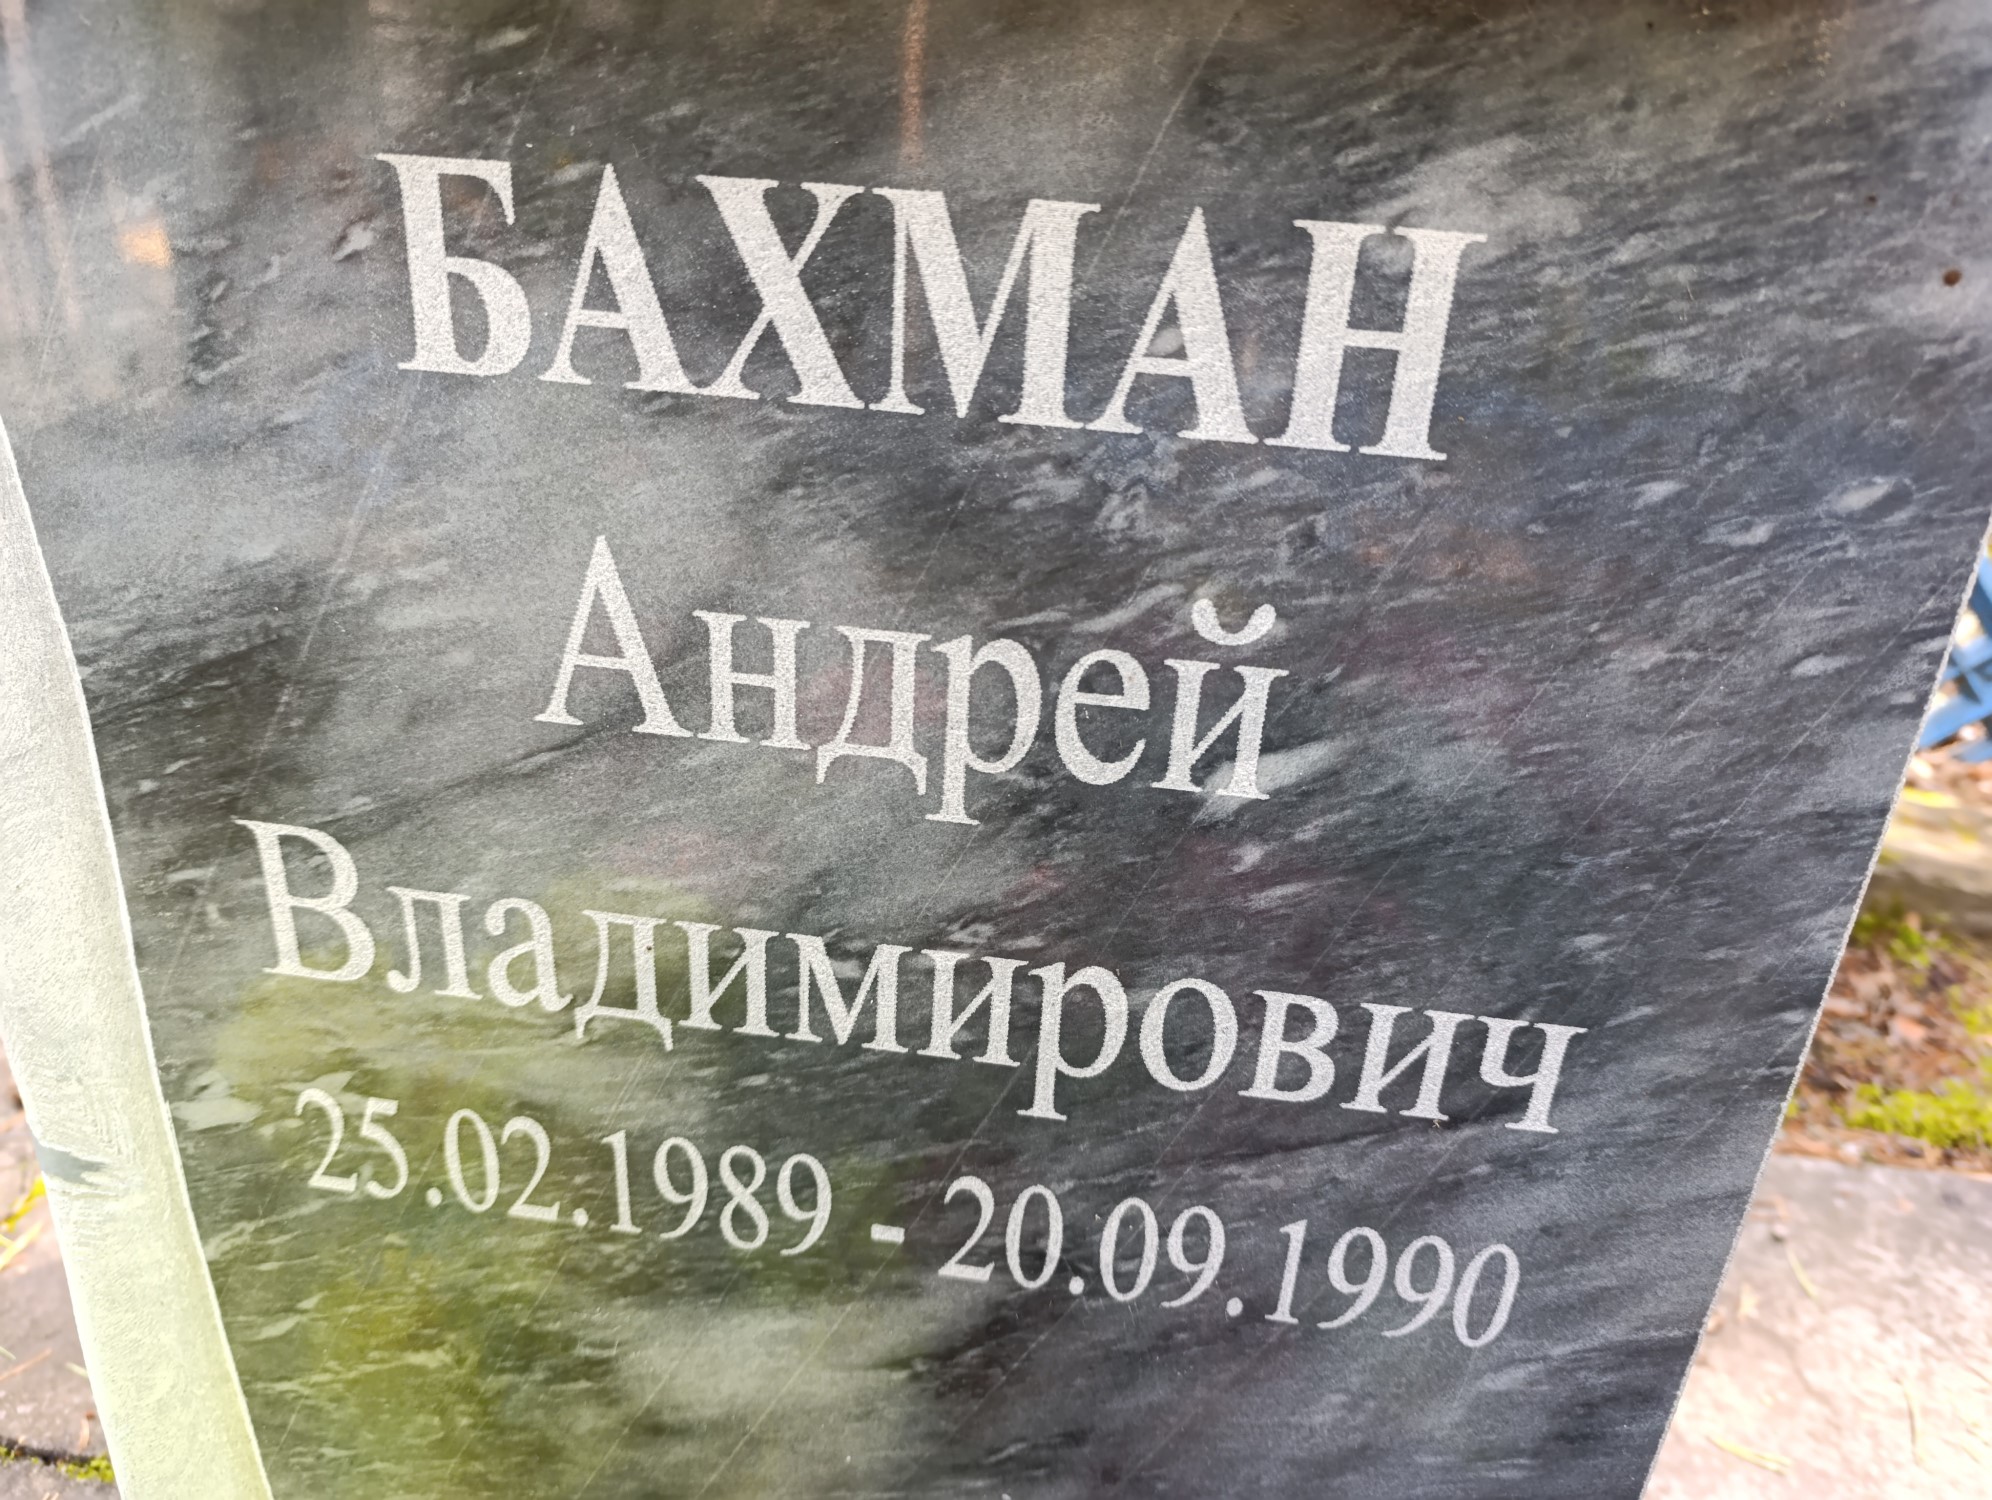 БАХМАН
Андрей
Владимирович
25.02.1989 - 20.09.1990